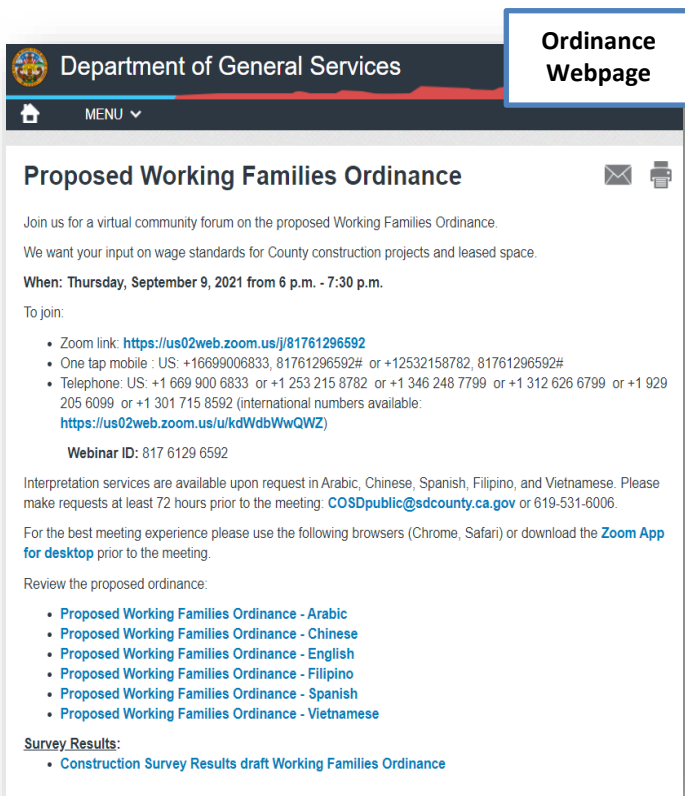 Ordinance
Webpage
Department of General Services
MENU
Proposed Working Families Ordinance
Join us for a virtual community forum on the proposed Working Families Ordinance.
We want your input on wage standards for County construction projects and leased space.
When: Thursday, September 9, 2021 from 6 p.m. - 7:30 p.m.
To join:
• Zoom link: https://us02web.zoom.us/j/81761296592
• One tap mobile : US: +16699006833, 81761296592# or +12532158782, 81761296592#
• Telephone: US: +1 669 900 6833 or +1 253 215 8782 or +1 346 248 7799 or +1 312 626 6799 or +1 929
205 6099 or +1 301 715 8592 (international numbers available:
https://us02web.zoom.us/u/kdWdbWwQWZ)
Webinar ID: 817 6129 6592
Interpretation services are available upon request in Arabic, Chinese, Spanish, Filipino, and Vietnamese. Please
make requests at least 72 hours prior to the meeting: COSDpublic@sdcounty.ca.gov or 619-531-6006.
For the best meeting experience please use the following browsers (Chrome, Safari) or download the Zoom App
for desktop prior to the meeting.
Review the proposed ordinance:
• Proposed Working Families Ordinance - Arabic
• Proposed Working Families Ordinance - Chinese
• Proposed Working Families Ordinance - English
• Proposed Working Families Ordinance - Filipino
• Proposed Working Families Ordinance - Spanish
• Proposed Working Families Ordinance - Vietnamese
Survey Results:
• Construction Survey Results draft Working Families Ordinance